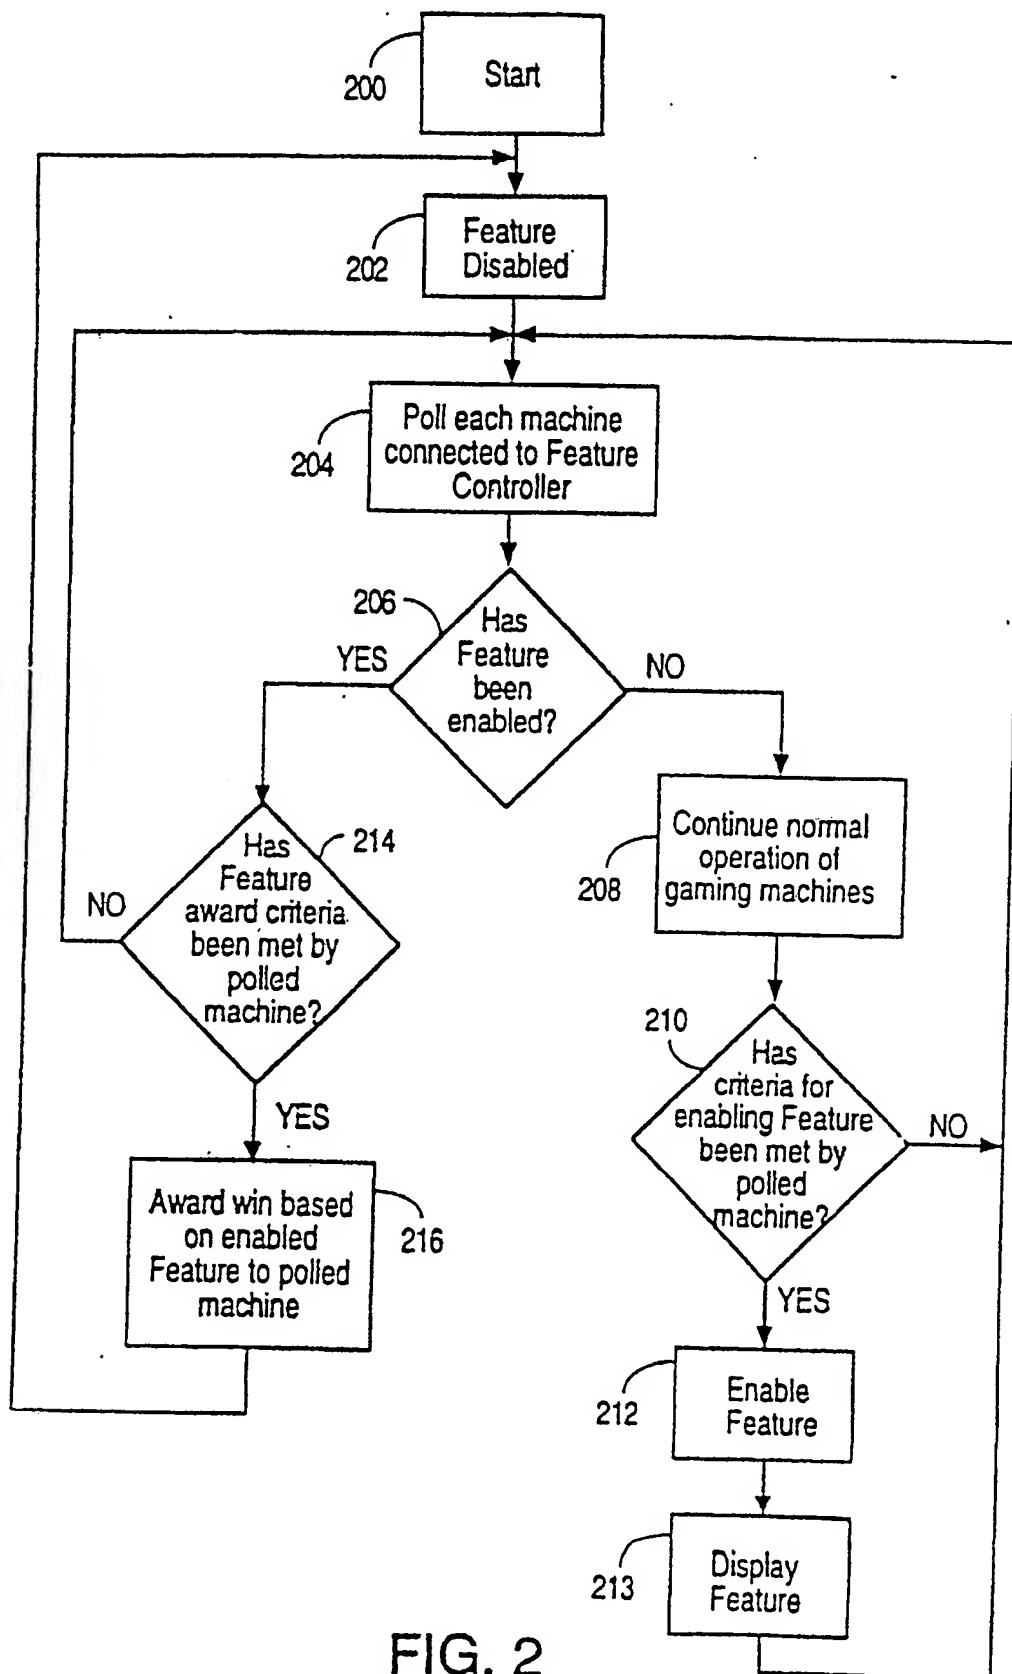 Start
200
Feature
Disabled
202
Poll each machine
connected to Feature
Controller
204
206
Has
Feature
been
enabled?
YES
NO
Has
Feature
award criteria
been met by
polled
machine?
214
NO
YES
Continue normal
operation of
gaming machines
208
210
Has
criteria for
enabling Feature
been met by
polled
machine?
NO
YES
Award win based
on enabled
Feature to polled
machine
216
Enable
Feature
212
Display
Feature
213
FIG. 2